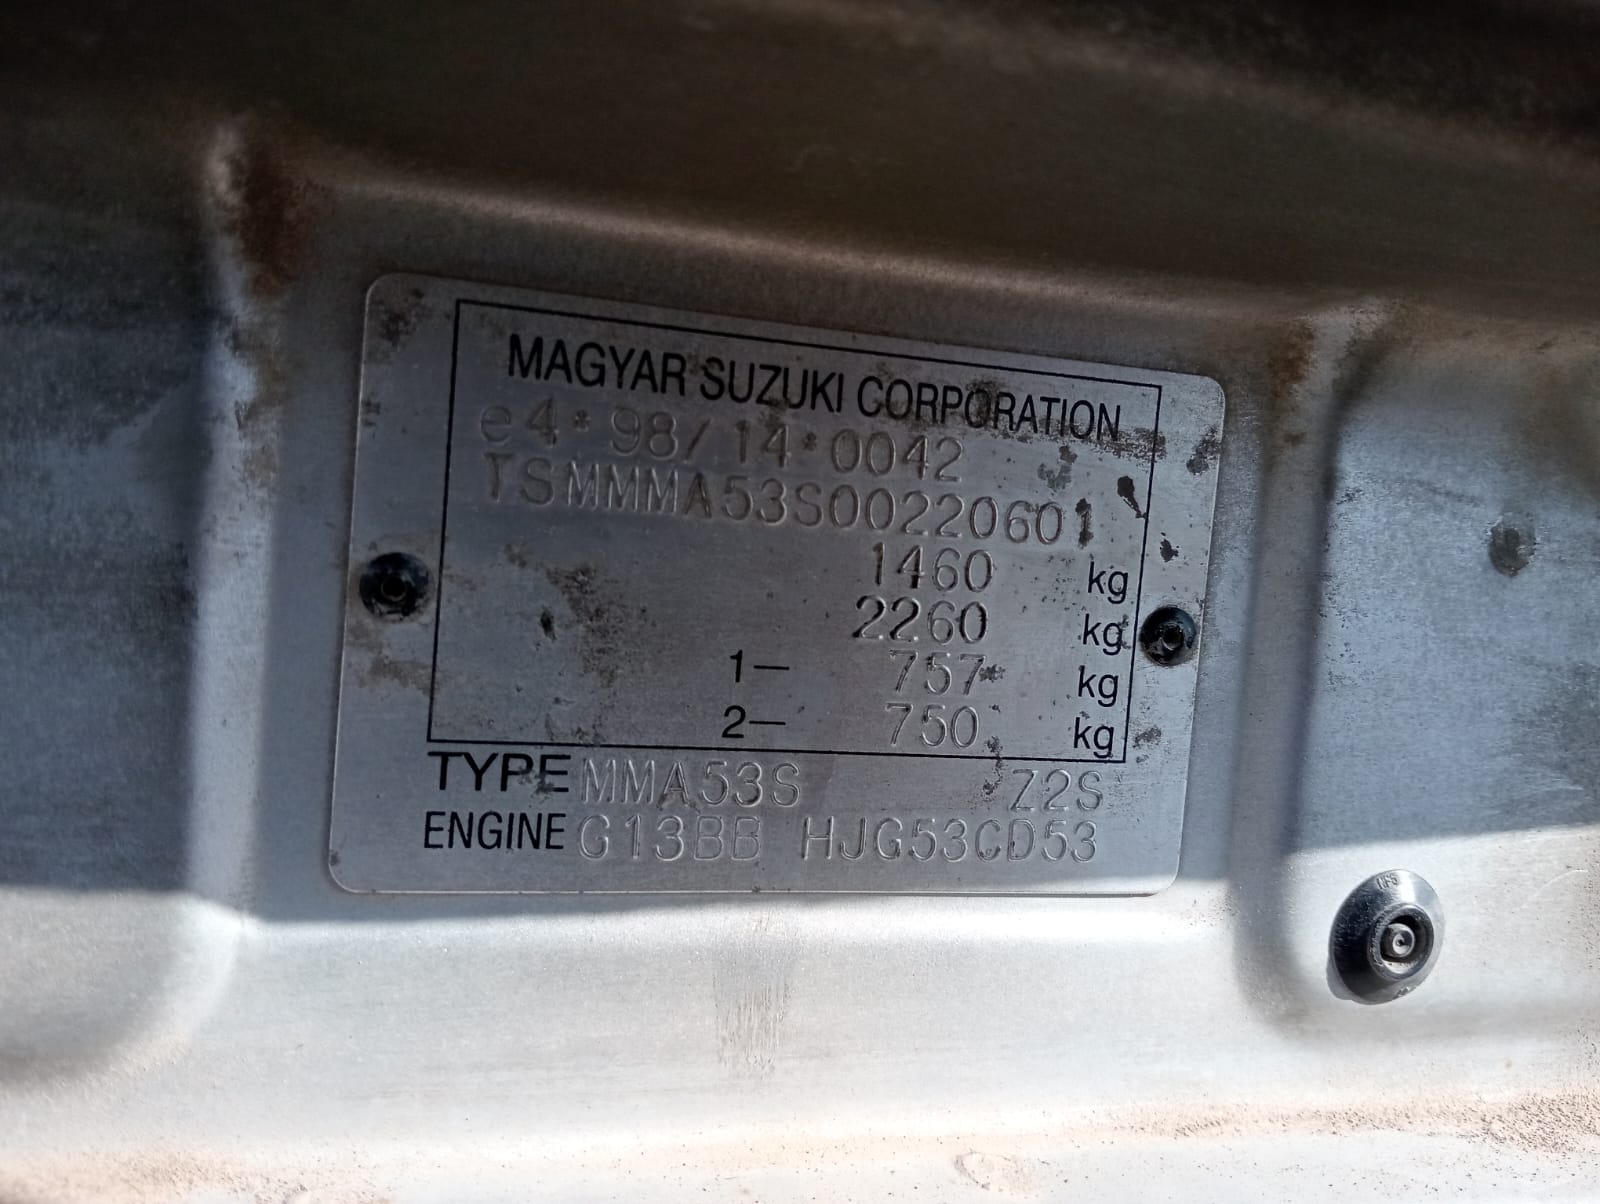 MAGYAR SUZUKI CORPORATION
e4*98/14*0042
TSMMMA53S00220601
1460 kg
2260 kg
1— 757 kg
2— 750 kg
TYPE MMA53S Z2S
ENGINE G13BB HJG53CD53